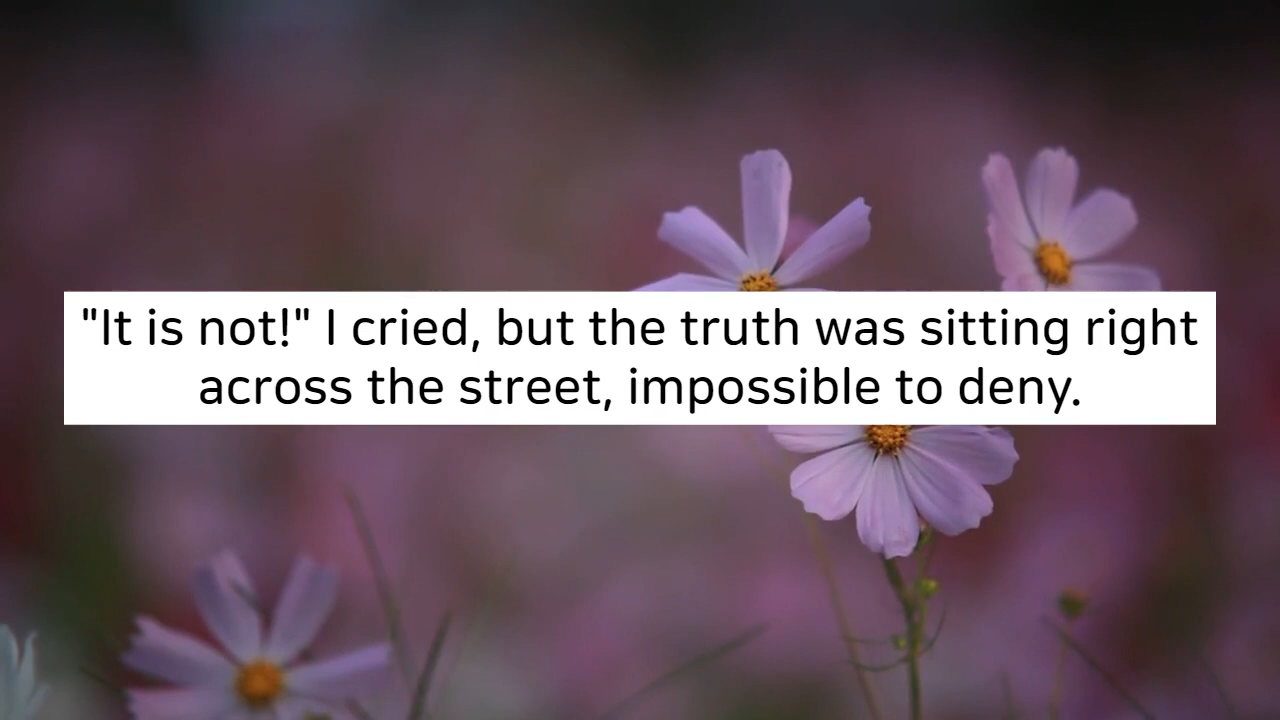 "It is not!" I cried, but the truth was sitting right
across the street, impossible to deny.